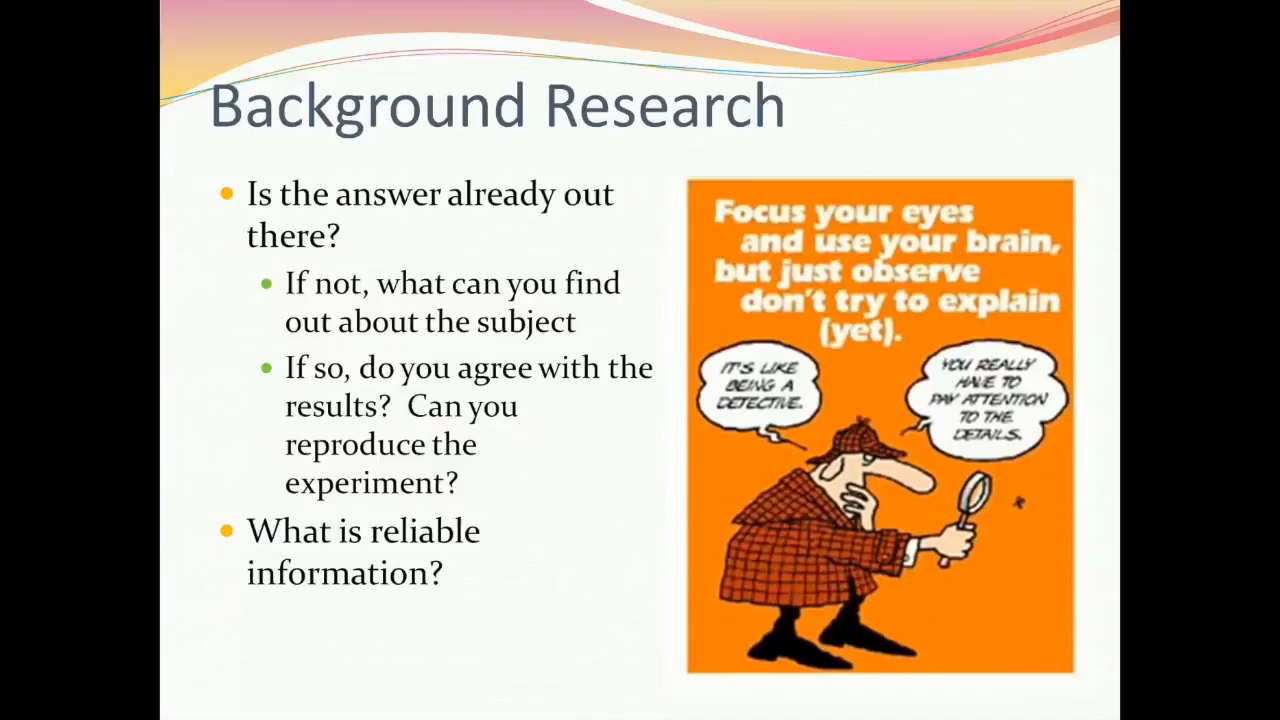 Background Research
Is the answer already out
there?
If not, what can you find
out about the subject
If so, do you agree with the
results? Can you
reproduce the
experiment?
What is reliable
information?
Focus your eyes
and use your brain,
but just observe
don't try to explain
(yet).
IT'S LIKE
BEING A
DETECTIVE.
YOU REALLY
HAVE TO
PAY ATTENTION
TO THE
DETAILS.